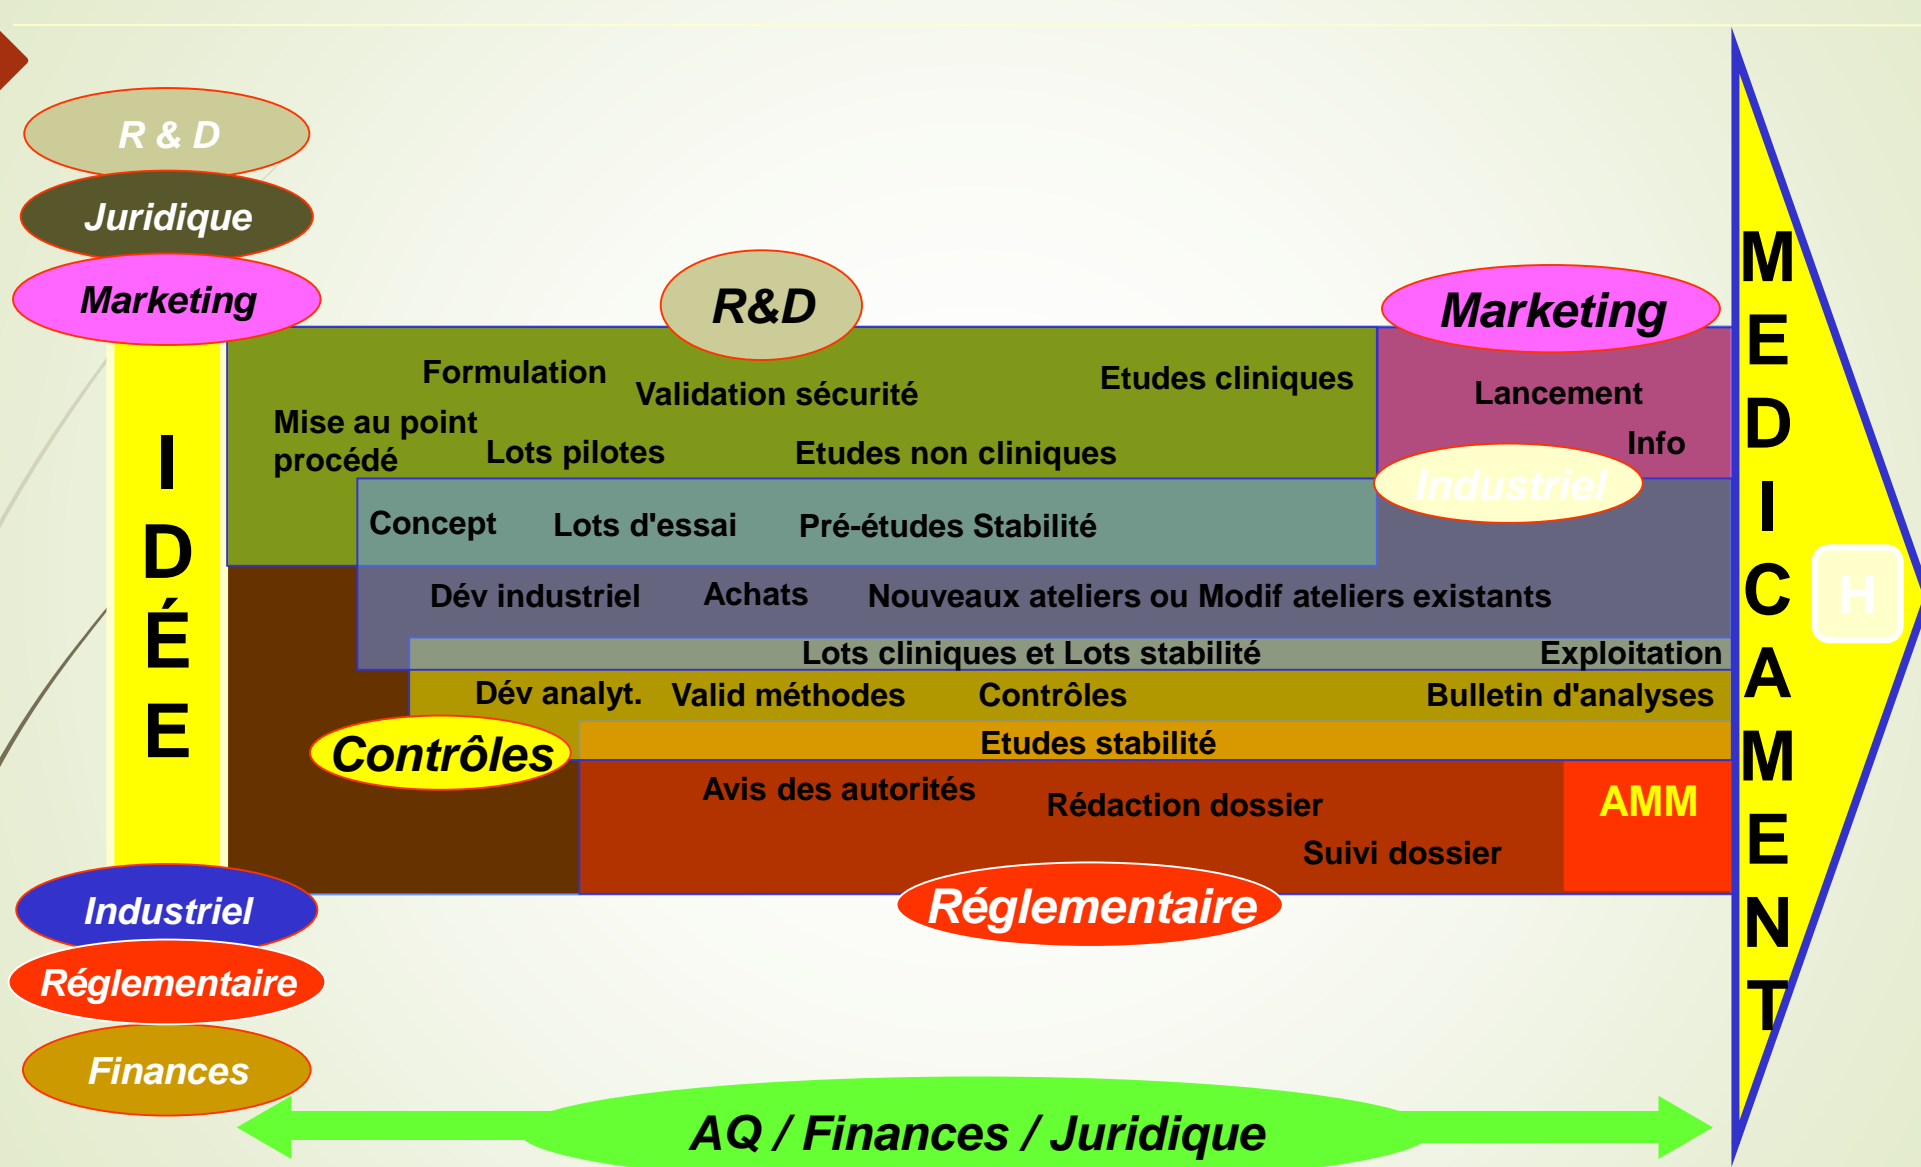 R & D
Juridique
Marketing
IDÉE
R&D
Marketing
Formulation
Validation sécurité
Etudes cliniques
Lancement
Mise au point
procédé
Lots pilotes
Etudes non cliniques
Info
Industriel
Concept
Lots d'essai
Pré-études Stabilité
Dév industriel
Achats
Nouveaux ateliers ou Modif ateliers existants
Lots cliniques et Lots stabilité
Exploitation
Dév analyt.
Valid méthodes
Contrôles
Bulletin d'analyses
Contrôles
Etudes stabilité
Avis des autorités
Rédaction dossier
Suivi dossier
AMM
Réglementaire
MEDICAMENT
H
Industriel
Réglementaire
Finances
AQ / Finances / Juridique